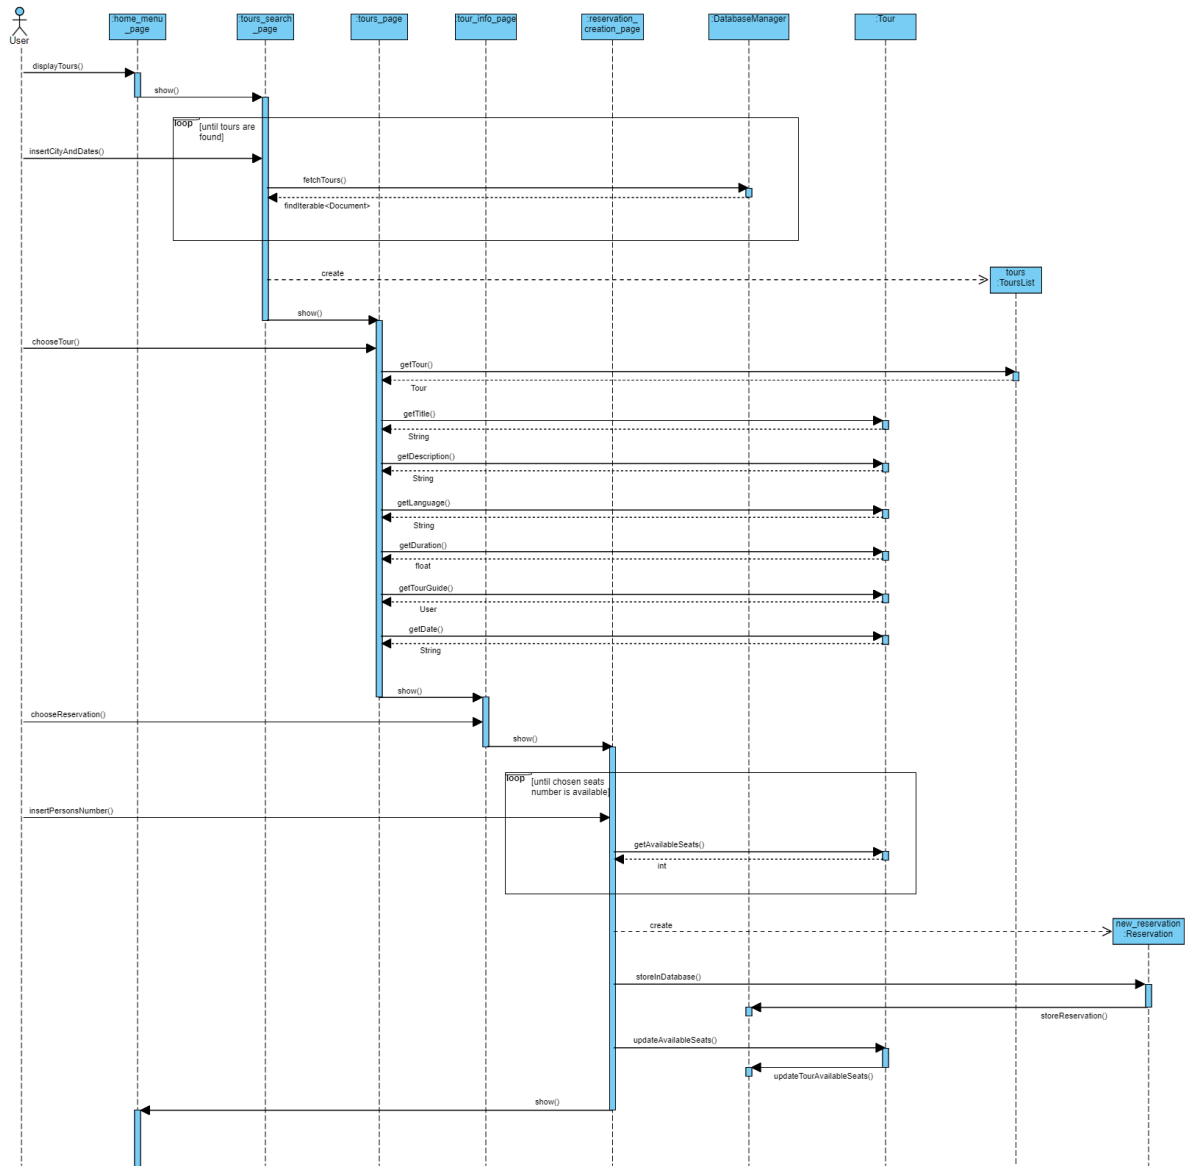 :home_menu
_page
:tours_search
_page
:tours_page
:tour_info_page
:reservation_
creation_page
:DatabaseManager
:Tour
User
displayTours()
show()
loop
[until tours are
found]
insertCityAndDates()
fetchTours()
findIterable<Document>
create
tours
:ToursList
show()
chooseTour()
getTour()
Tour
getTitle()
String
getDescription()
String
getLanguage()
String
getDuration()
float
getTourGuide()
User
getDate()
String
show()
chooseReservation()
show()
loop
[until chosen seats
number is available]
insertPersonsNumber()
getAvailableSeats()
int
create
new_reservation
:Reservation
storeInDatabase()
storeReservation()
updateAvailableSeats()
updateTourAvailableSeats()
show()